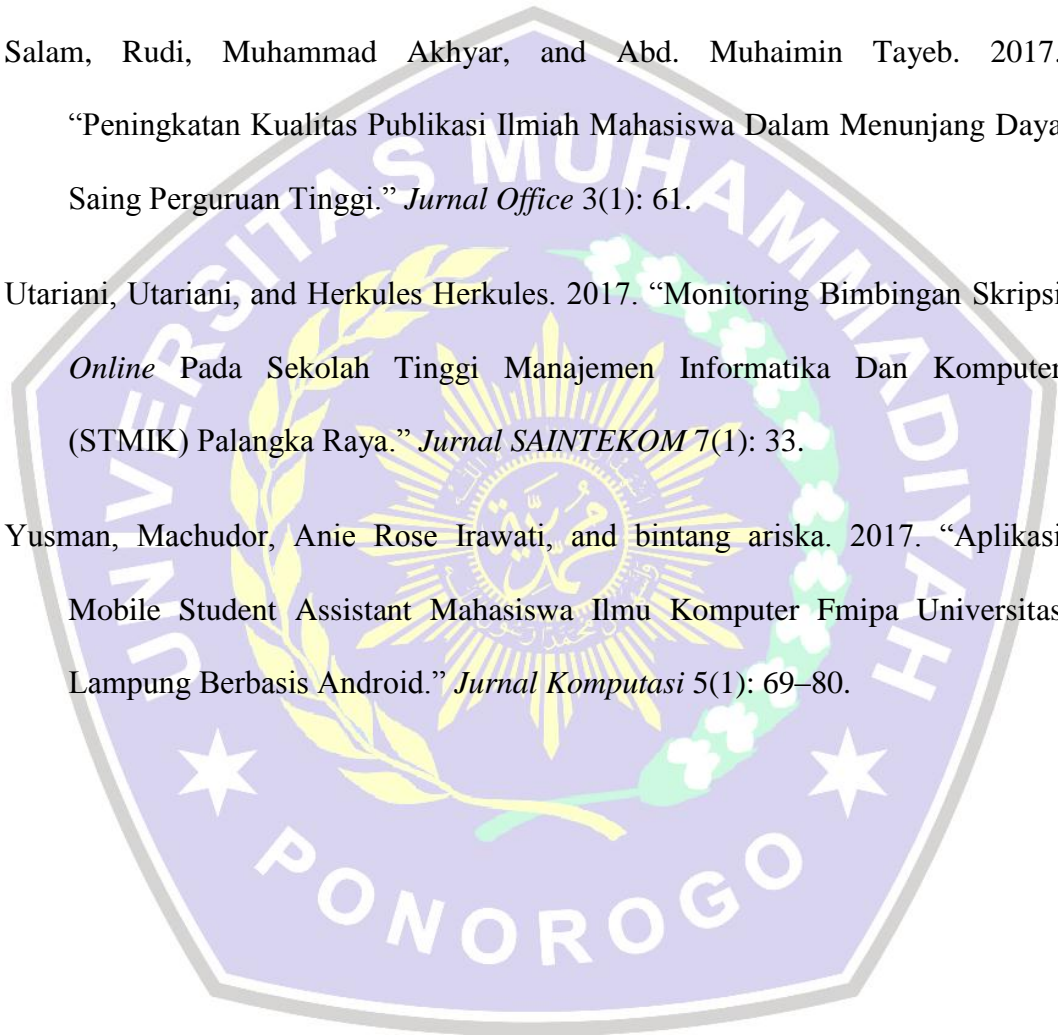 Salam, Rudi, Muhammad Akhyar, and Abd. Muhaimin Tayeb. 2017.
“Peningkatan Kualitas Publikasi Ilmiah Mahasiswa Dalam Menunjang Daya
Saing Perguruan Tinggi.” Jurnal Office 3(1): 61.
Utariani, Utariani, and Herkules Herkules. 2017. “Monitoring Bimbingan Skripsi
Online Pada Sekolah Tinggi Manajemen Informatika Dan Komputer
(STMIK) Palangka Raya.” Jurnal SAINTEKOM 7(1): 33.
Yusman, Machudor, Anie Rose Irawati, and bintang ariska. 2017. “Aplikasi
Mobile Student Assistant Mahasiswa Ilmu Komputer Fmipa Universitas
Lampung Berbasis Android.” Jurnal Komputasi 5(1): 69–80.
UNIVERSITAS MUHAMMADIYAH
PONOROGO